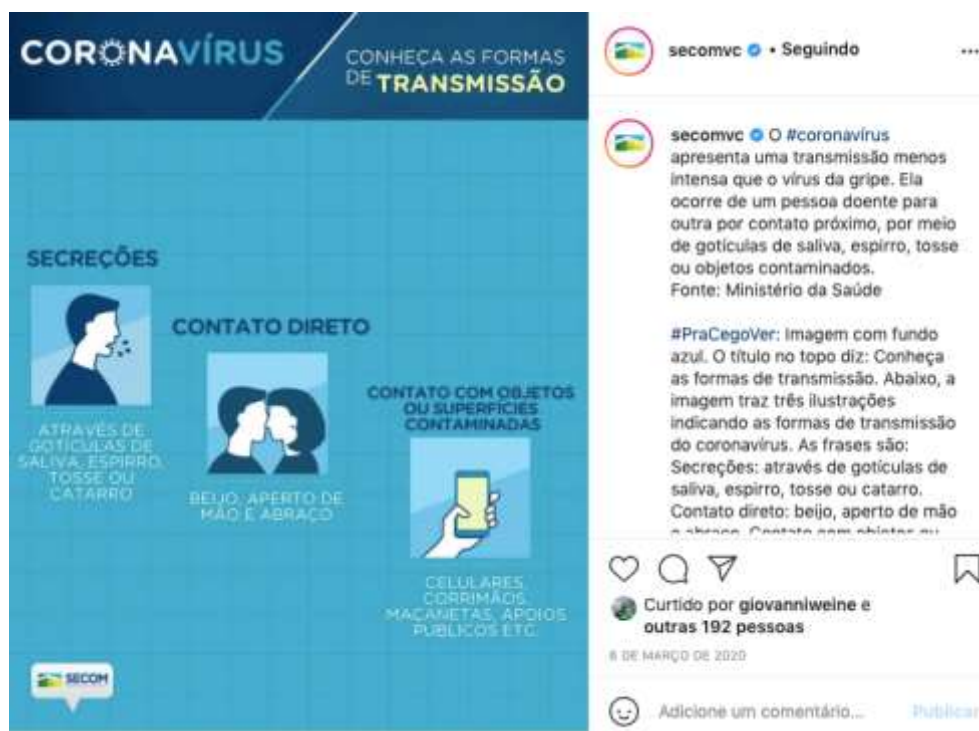 CORONAVÍRUS
CONHEÇA AS FORMAS
DE TRANSMISSÃO
SECREÇÕES
ATRAVÉS DE
GOTÍCULAS DE
SALIVA, ESPIRRO,
TOSSE OU
CATARRO
CONTATO DIRETO
BEIJO, APERTO DE
MÃO E ABRAÇO
CONTATO COM OBJETOS
OU SUPERFÍCIES
CONTAMINADAS
CELULARES,
CORRIMÃOS,
MAÇANETAS, APOIOS
PÚBLICOS ETC.
SECOM
secomvc • Seguindo
secomvc O #coronavírus
apresenta uma transmissão menos
intensa que o vírus da gripe. Ela
ocorre de um pessoa doente para
outra por contato próximo, por meio
de gotículas de saliva, espirro, tosse
ou objetos contaminados.
Fonte: Ministério da Saúde
#PraCegoVer: Imagem com fundo
azul. O título no topo diz: Conheça
as formas de transmissão. Abaixo, a
imagem traz três ilustrações
indicando as formas de transmissão
do coronavírus. As frases são:
Secreções: através de gotículas de
saliva, espirro, tosse ou catarro.
Contato direto: beijo, aperto de mão
e abraço. Contato com objetos ou
Curtido por giovanniweine e
outras 192 pessoas
6 DE MARÇO DE 2020
Adicione um comentário...
Publicar